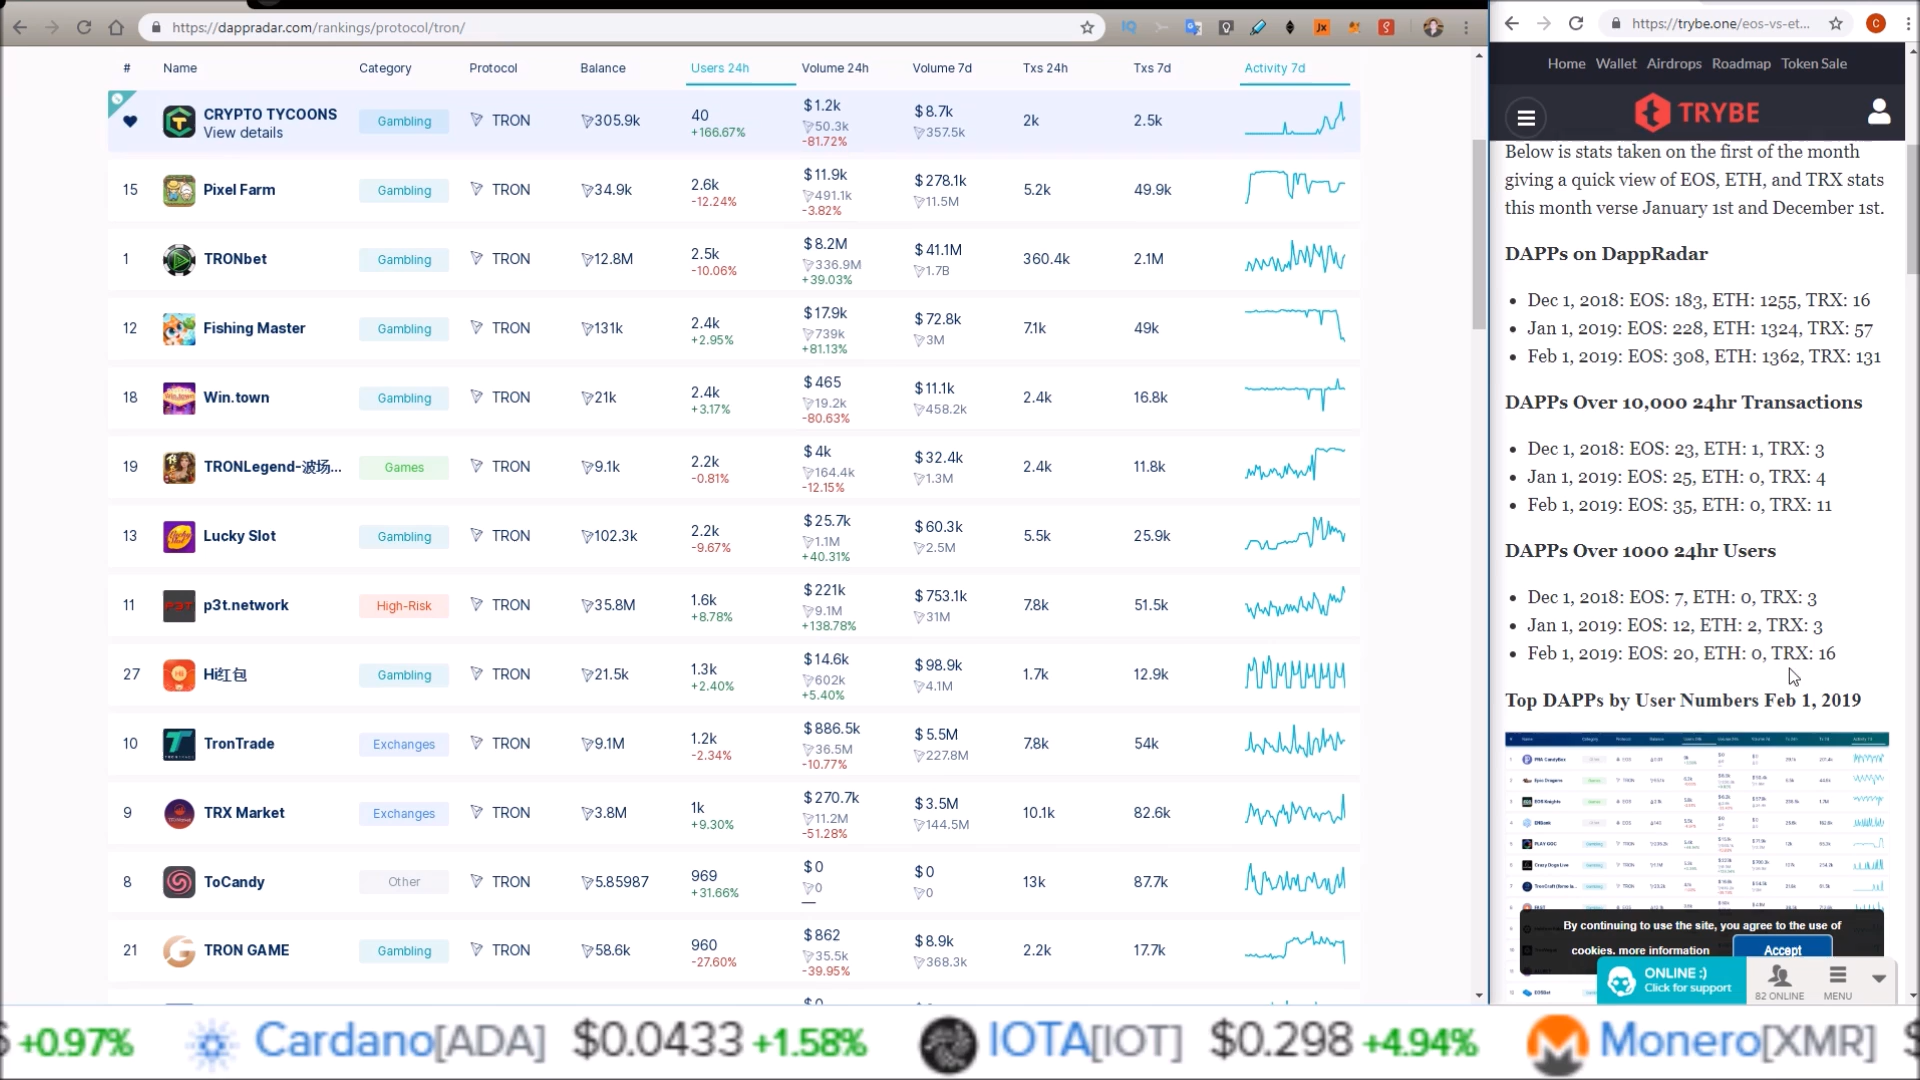 https://dappradar.com/rankings/protocol/tron/
# Name Category Protocol Balance Users 24h Volume 24h Volume 7d Txs 24h Txs 7d Activity 7d
CRYPTO TYCOONS View details Gambling TRON 305.9k 40 +166.67% $1.2k 50.3k -81.72% $8.7k 357.5k 2k 2.5k
15 Pixel Farm Gambling TRON 34.9k 2.6k -12.24% $11.9k 491.1k -3.82% $278.1k 11.5M 5.2k 49.9k
1 TRONbet Gambling TRON 12.8M 2.5k -10.06% $8.2M 336.9M +39.03% $41.1M 1.7B 360.4k 2.1M
12 Fishing Master Gambling TRON 131k 2.4k +2.95% $17.9k 739k +81.13% $72.8k 3M 7.1k 49k
18 Win.town Gambling TRON 21k 2.4k +3.17% $465 19.2k -80.63% $11.1k 458.2k 2.4k 16.8k
19 TRONLegend-波场... Games TRON 9.1k 2.2k -0.81% $4k 164.4k -12.15% $32.4k 1.3M 2.4k 11.8k
13 Lucky Slot Gambling TRON 102.3k 2.2k -9.67% $25.7k 1.1M +40.31% $60.3k 2.5M 5.5k 25.9k
11 p3t.network High-Risk TRON 35.8M 1.6k +8.78% $221k 9.1M +138.78% $753.1k 31M 7.8k 51.5k
27 Hi红包 Gambling TRON 21.5k 1.3k +2.40% $14.6k 602k +5.40% $98.9k 4.1M 1.7k 12.9k
10 TronTrade Exchanges TRON 9.1M 1.2k -2.34% $886.5k 36.5M -10.77% $5.5M 227.8M 7.8k 54k
9 TRX Market Exchanges TRON 3.8M 1k +9.30% $270.7k 11.2M -51.28% $3.5M 144.5M 10.1k 82.6k
8 ToCandy Other TRON 5.85987 969 +31.66% $0 0 — $0 0 13k 87.7k
21 TRON GAME Gambling TRON 58.6k 960 -27.60% $862 35.5k -39.95% $8.9k 368.3k 2.2k 17.7k
https://trybe.one/eos-vs-et...
Home Wallet Airdrops Roadmap Token Sale
TRYBE
Below is stats taken on the first of the month
giving a quick view of EOS, ETH, and TRX stats
this month verse January 1st and December 1st.
DAPPs on DappRadar
• Dec 1, 2018: EOS: 183, ETH: 1255, TRX: 16
• Jan 1, 2019: EOS: 228, ETH: 1324, TRX: 57
• Feb 1, 2019: EOS: 308, ETH: 1362, TRX: 131
DAPPs Over 10,000 24hr Transactions
• Dec 1, 2018: EOS: 23, ETH: 1, TRX: 3
• Jan 1, 2019: EOS: 25, ETH: 0, TRX: 4
• Feb 1, 2019: EOS: 35, ETH: 0, TRX: 11
DAPPs Over 1000 24hr Users
• Dec 1, 2018: EOS: 7, ETH: 0, TRX: 3
• Jan 1, 2019: EOS: 12, ETH: 2, TRX: 3
• Feb 1, 2019: EOS: 20, ETH: 0, TRX: 16
Top DAPPs by User Numbers Feb 1, 2019
By continuing to use the site, you agree to the use of
cookies. more information Accept
ONLINE :)
Click for support
82 ONLINE
MENU
+0.97% Cardano[ADA] $0.0433 +1.58% IOTA[IOT] $0.298 +4.94% Monero[XMR] $